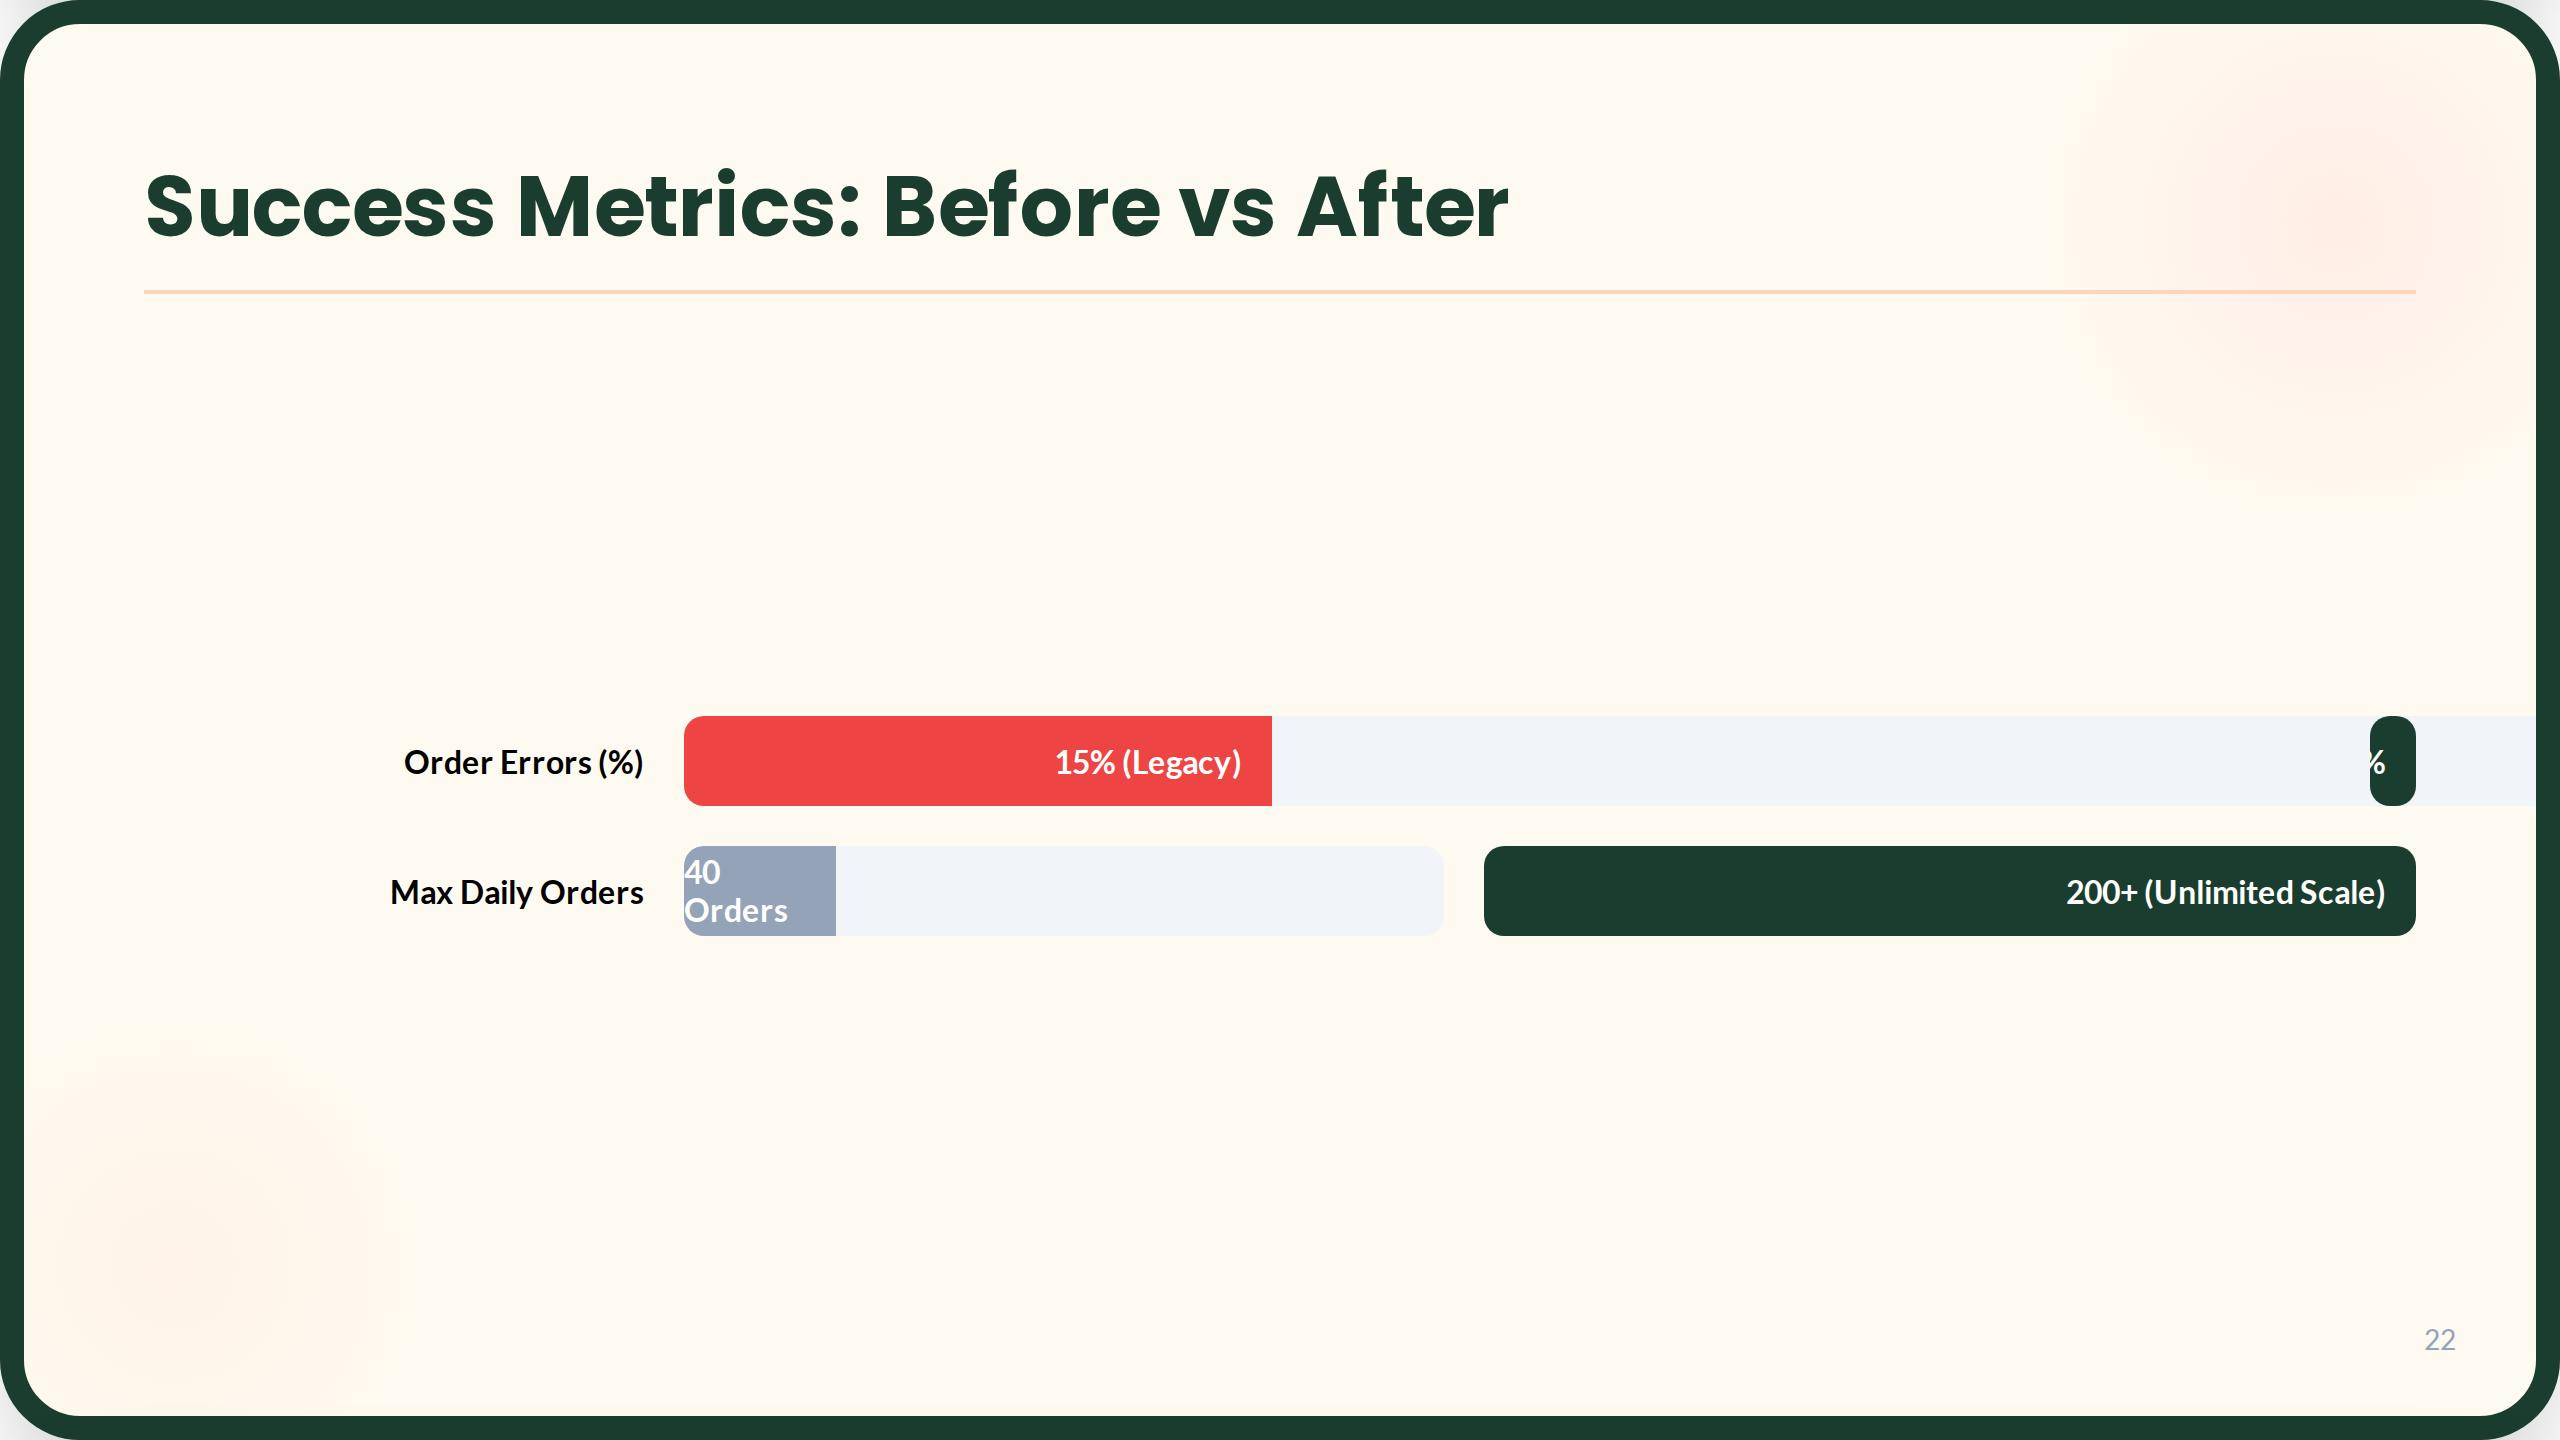 Success Metrics: Before vs After
Order Errors (%)
15% (Legacy)
%
Max Daily Orders
40
Orders
200+ (Unlimited Scale)
22